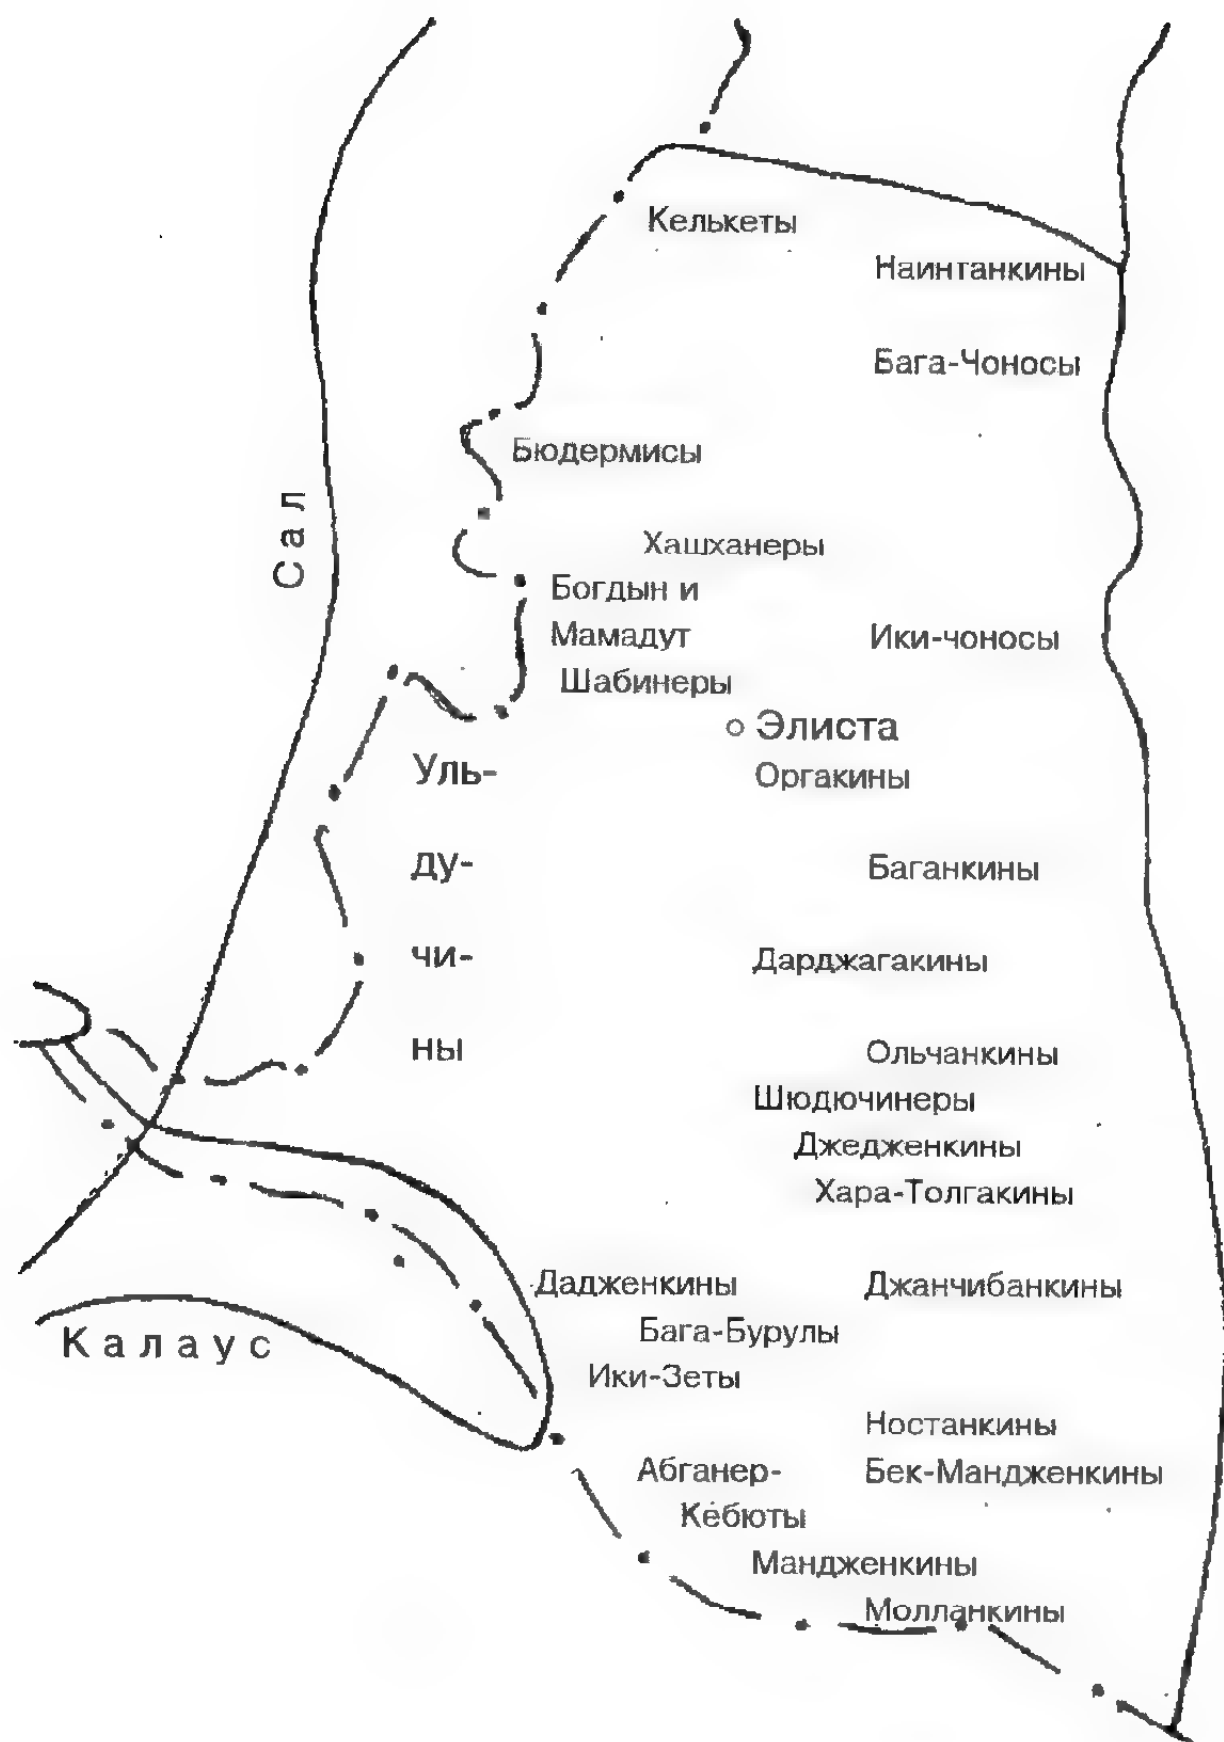 Келькеты
Наинтанкины
Бага-Чоносы
Бюдермисы
Сал
Хашханеры
Богдын и
Мамадут
Ики-чоносы
Шабинеры
Элиста
Уль-
Оргакины
ду-
Баганкины
чи-
Дарджагакины
ны
Ольчанкины
Шюдючинеры
Джедженкины
Хара-Толгакины
Дадженкины
Джанчибанкины
Бага-Бурулы
Калаус
Ики-Зеты
Ностанкины
Абганер-
Бек-Мандженкины
Кебюты
Мандженкины
Молланкины